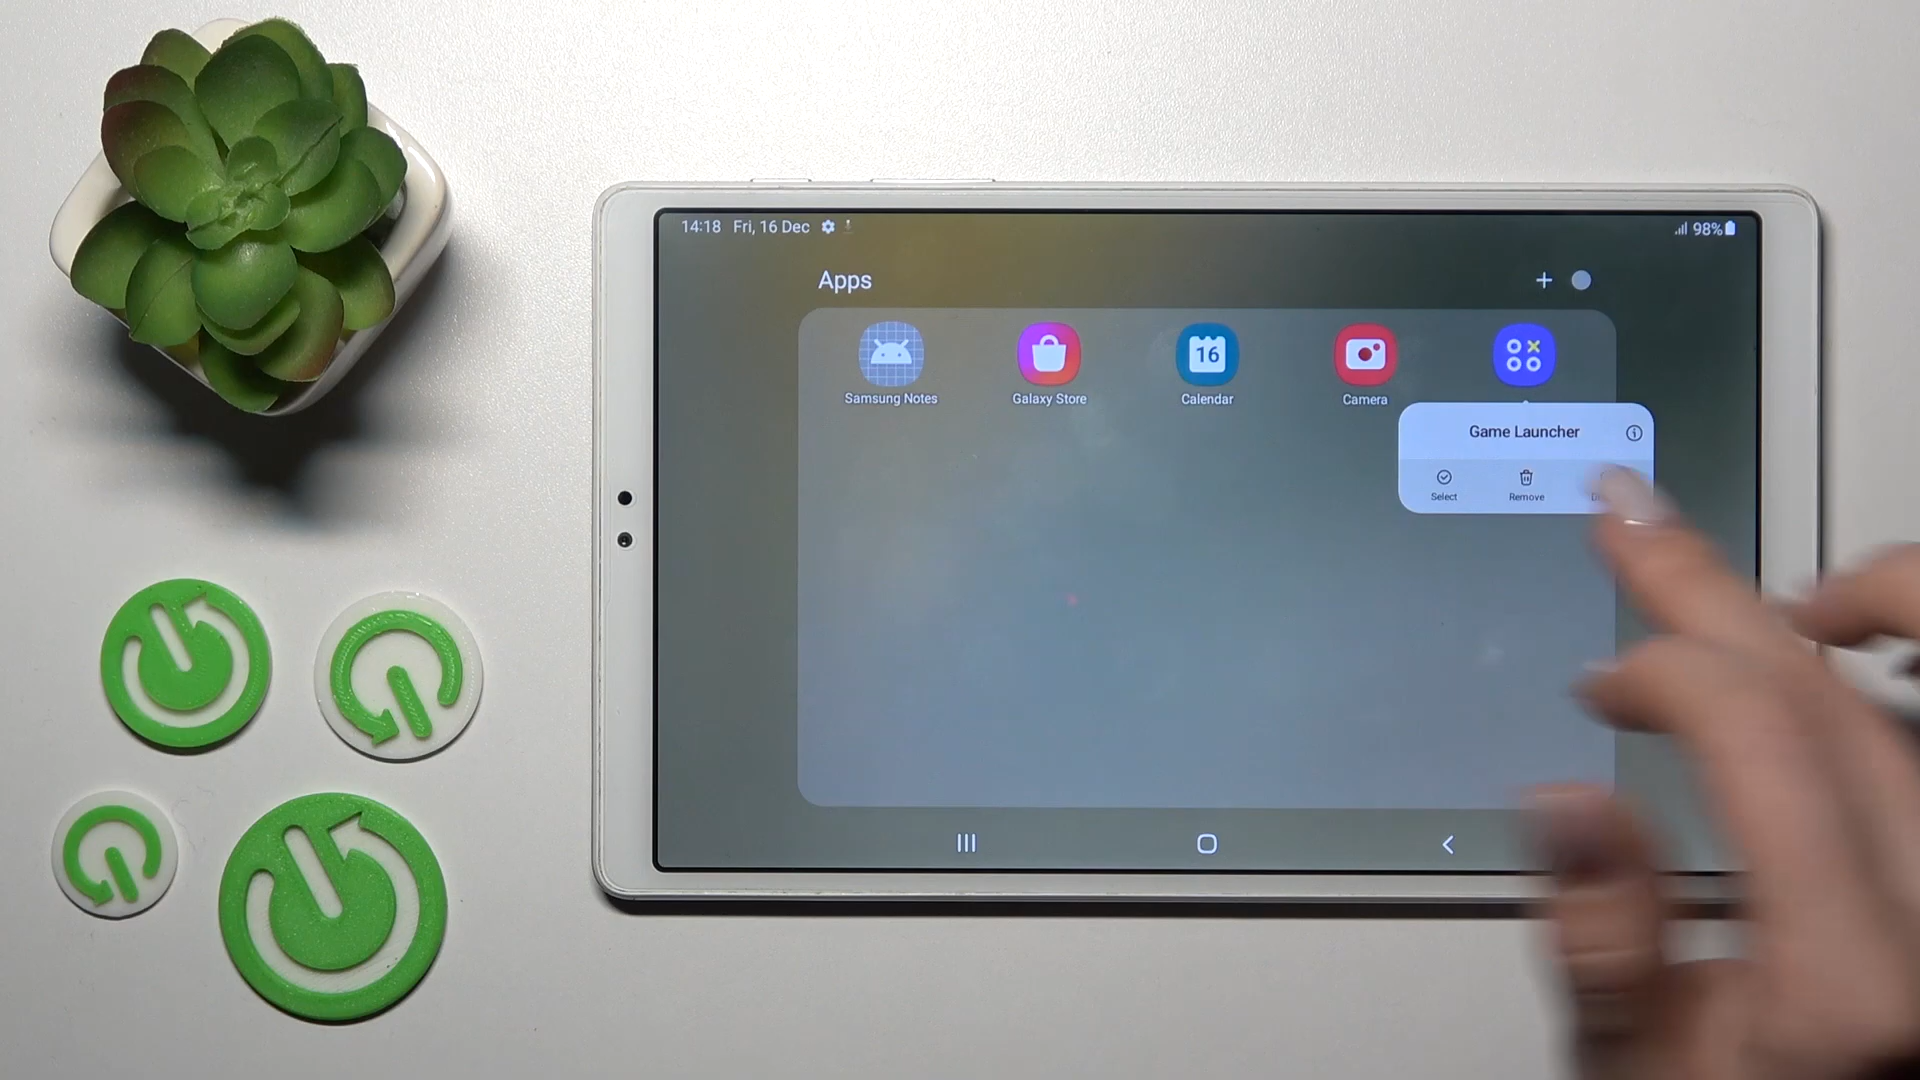 14:18 Fri, 16 Dec
98%
Apps
16
Samsung Notes
Galaxy Store
Calendar
Camera
Game Launcher
Select
Remove